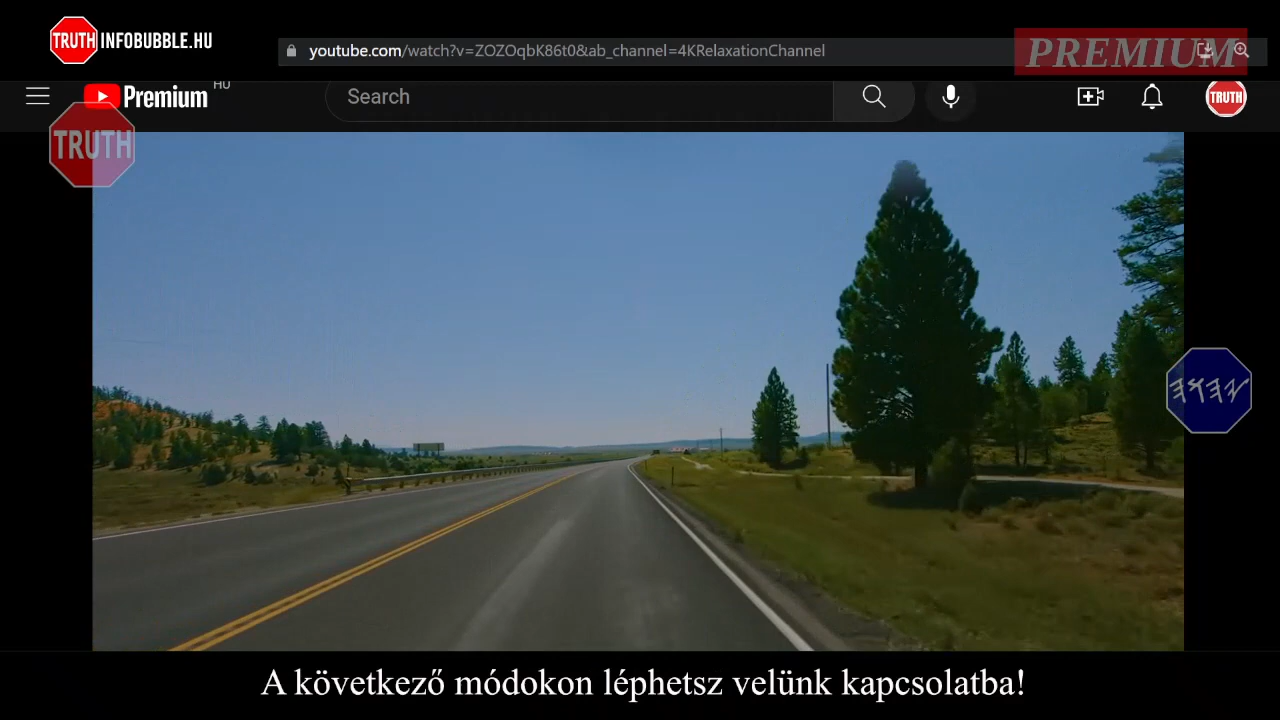 TRUTH INFOBUBBLE.HU
youtube.com/watch?v=ZOZOqbK86t0&ab_channel=4KRelaxationChannel
PREMIUM
Premium HU
Search
TRUTH
TRUTH
𐤉𐤄𐤅𐤄
A következő módokon léphetsz velünk kapcsolatba!